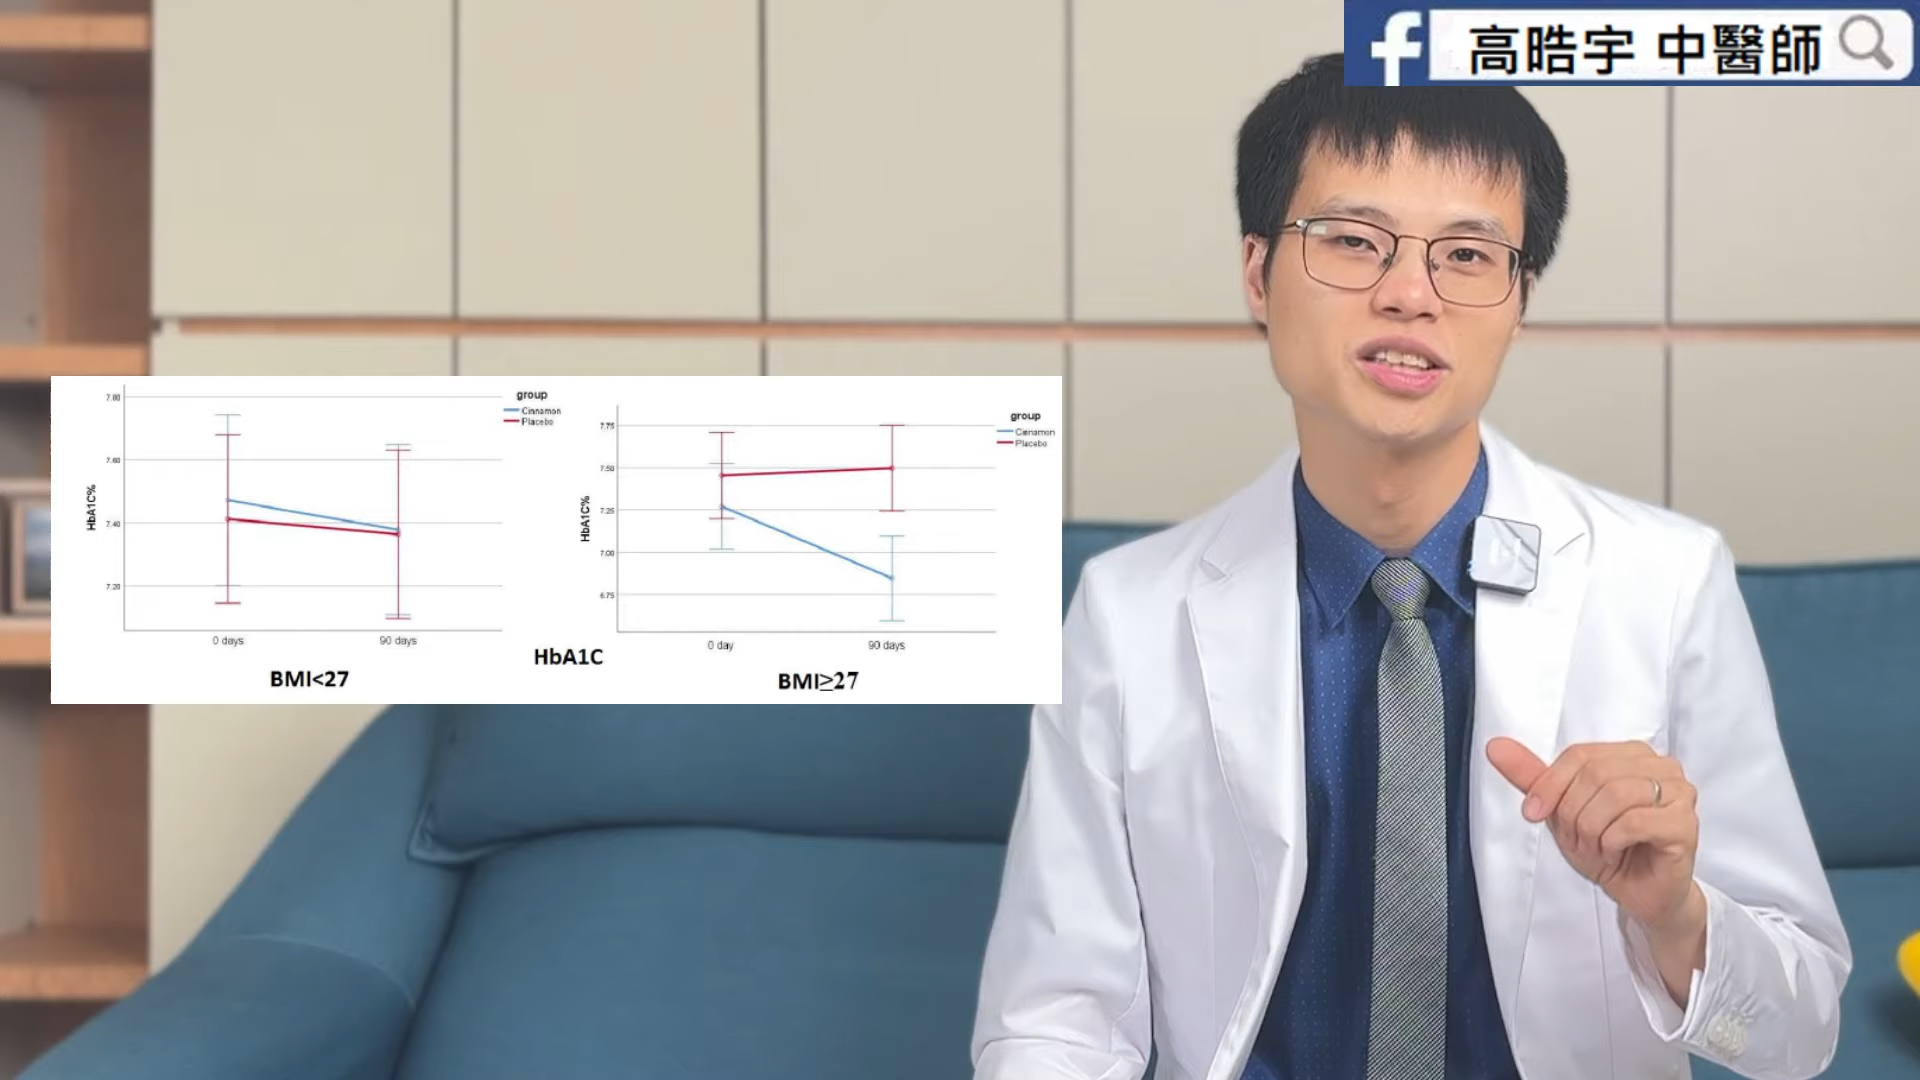 f 高晧宇 中醫師
group
Cinnamon
Placebo
7.80
7.60
7.40
7.20
HbA1C%
0 days
90 days
BMI<27
HbA1C
group
Cinnamon
Placebo
7.75
7.50
7.25
7.00
6.75
HbA1C%
0 day
90 days
BMI≥27